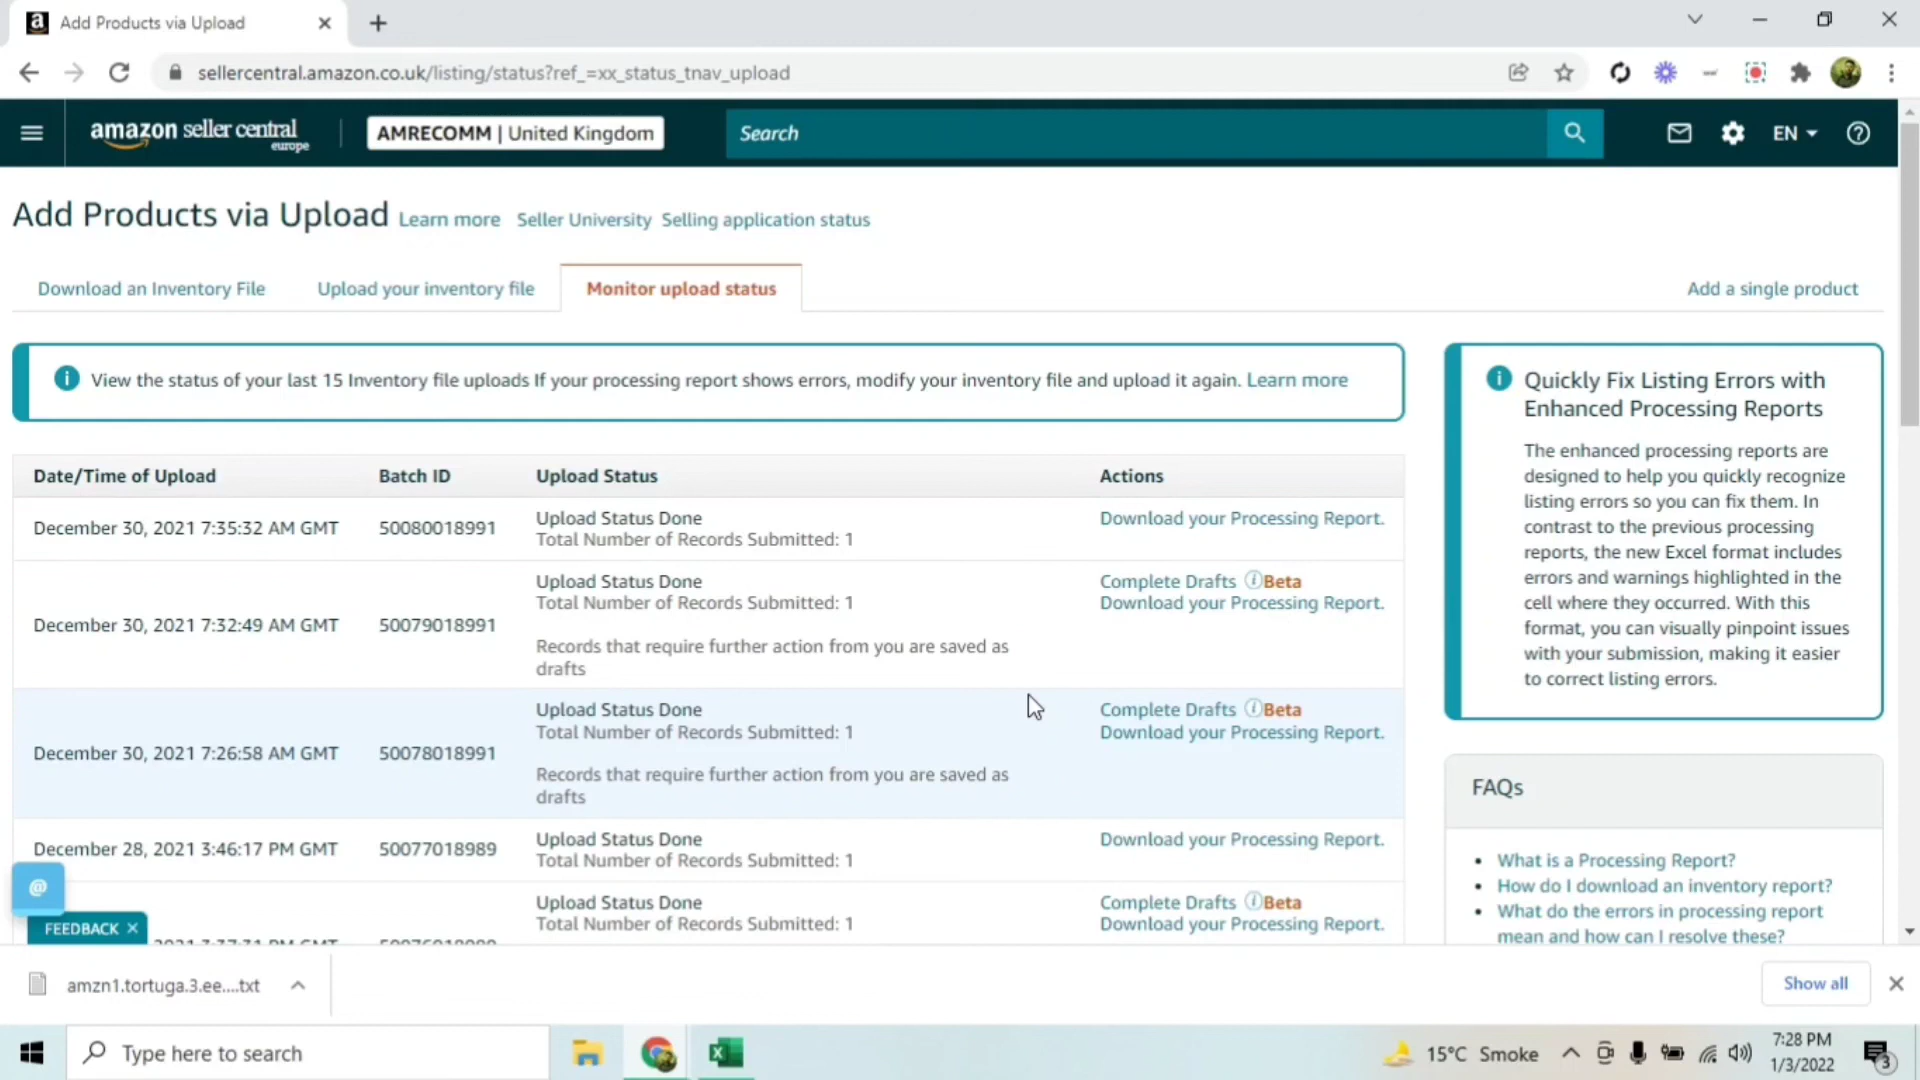 Add Products via Upload
sellercentral.amazon.co.uk/listing/status?ref_=xx_status_tnav_upload
amazon seller central
europe
AMRECOMM | United Kingdom
Search
EN
Add Products via Upload Learn more Seller University Selling application status
Download an Inventory File
Upload your inventory file
Monitor upload status
Add a single product
View the status of your last 15 Inventory file uploads If your processing report shows errors, modify your inventory file and upload it again. Learn more
Date/Time of Upload Batch ID Upload Status Actions
December 30, 2021 7:35:32 AM GMT 50080018991
Upload Status Done
Total Number of Records Submitted: 1
Download your Processing Report.
December 30, 2021 7:32:49 AM GMT 50079018991
Upload Status Done
Total Number of Records Submitted: 1
Records that require further action from you are saved as
drafts
Complete Drafts Beta
Download your Processing Report.
December 30, 2021 7:26:58 AM GMT 50078018991
Upload Status Done
Total Number of Records Submitted: 1
Records that require further action from you are saved as
drafts
Complete Drafts Beta
Download your Processing Report.
December 28, 2021 3:46:17 PM GMT 50077018989
Upload Status Done
Total Number of Records Submitted: 1
Download your Processing Report.
Upload Status Done
Total Number of Records Submitted: 1
Complete Drafts Beta
Download your Processing Report.
Quickly Fix Listing Errors with
Enhanced Processing Reports
The enhanced processing reports are
designed to help you quickly recognize
listing errors so you can fix them. In
contrast to the previous processing
reports, the new Excel format includes
errors and warnings highlighted in the
cell where they occurred. With this
format, you can visually pinpoint issues
with your submission, making it easier
to correct listing errors.
FAQs
What is a Processing Report?
How do I download an inventory report?
What do the errors in processing report
mean and how can I resolve these?
@
FEEDBACK
amzn1.tortuga.3.ee....txt
Show all
Type here to search
15°C Smoke
7:28 PM
1/3/2022
3